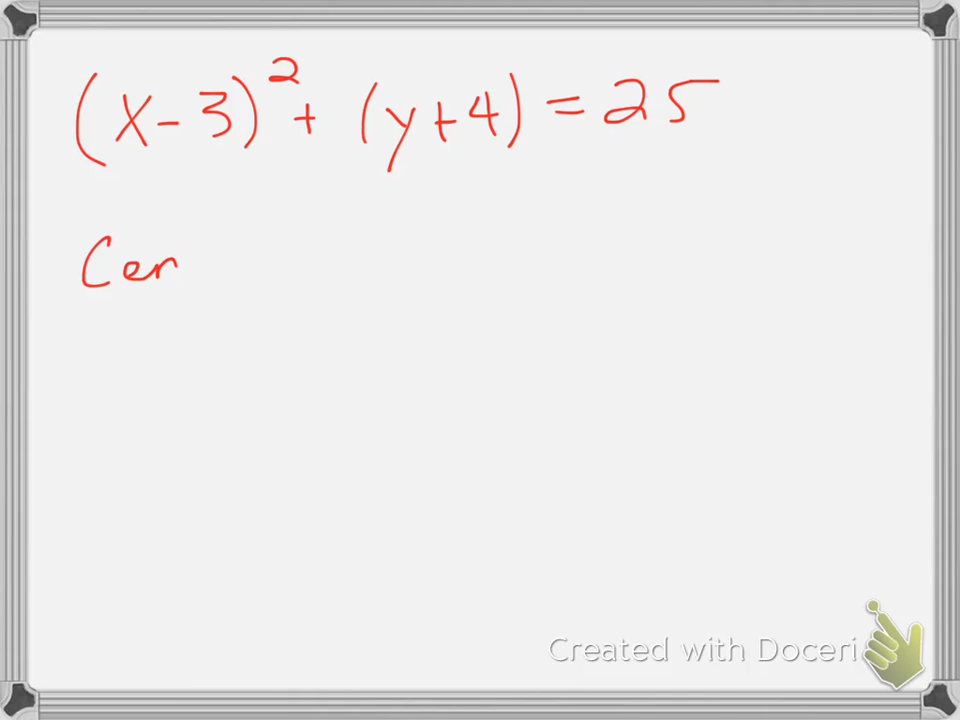 (x-3)² + (y+4) = 25
Cen
Created with Doceri